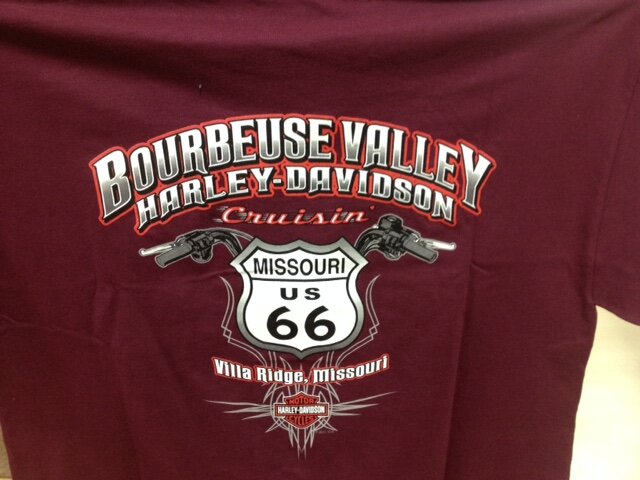 BOURBEUSE VALLEY
HARLEY-DAVIDSON
Cruisin'
MISSOURI
US
66
Villa Ridge, Missouri
MOTOR
HARLEY-DAVIDSON
CYCLES